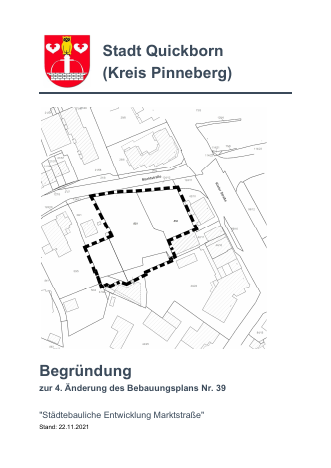 Stadt Quickborn
(Kreis Pinneberg)
Begründung
zur 4. Änderung des Bebauungsplans Nr. 39
"Städtebauliche Entwicklung Marktstraße"
Stand: 22.11.2021